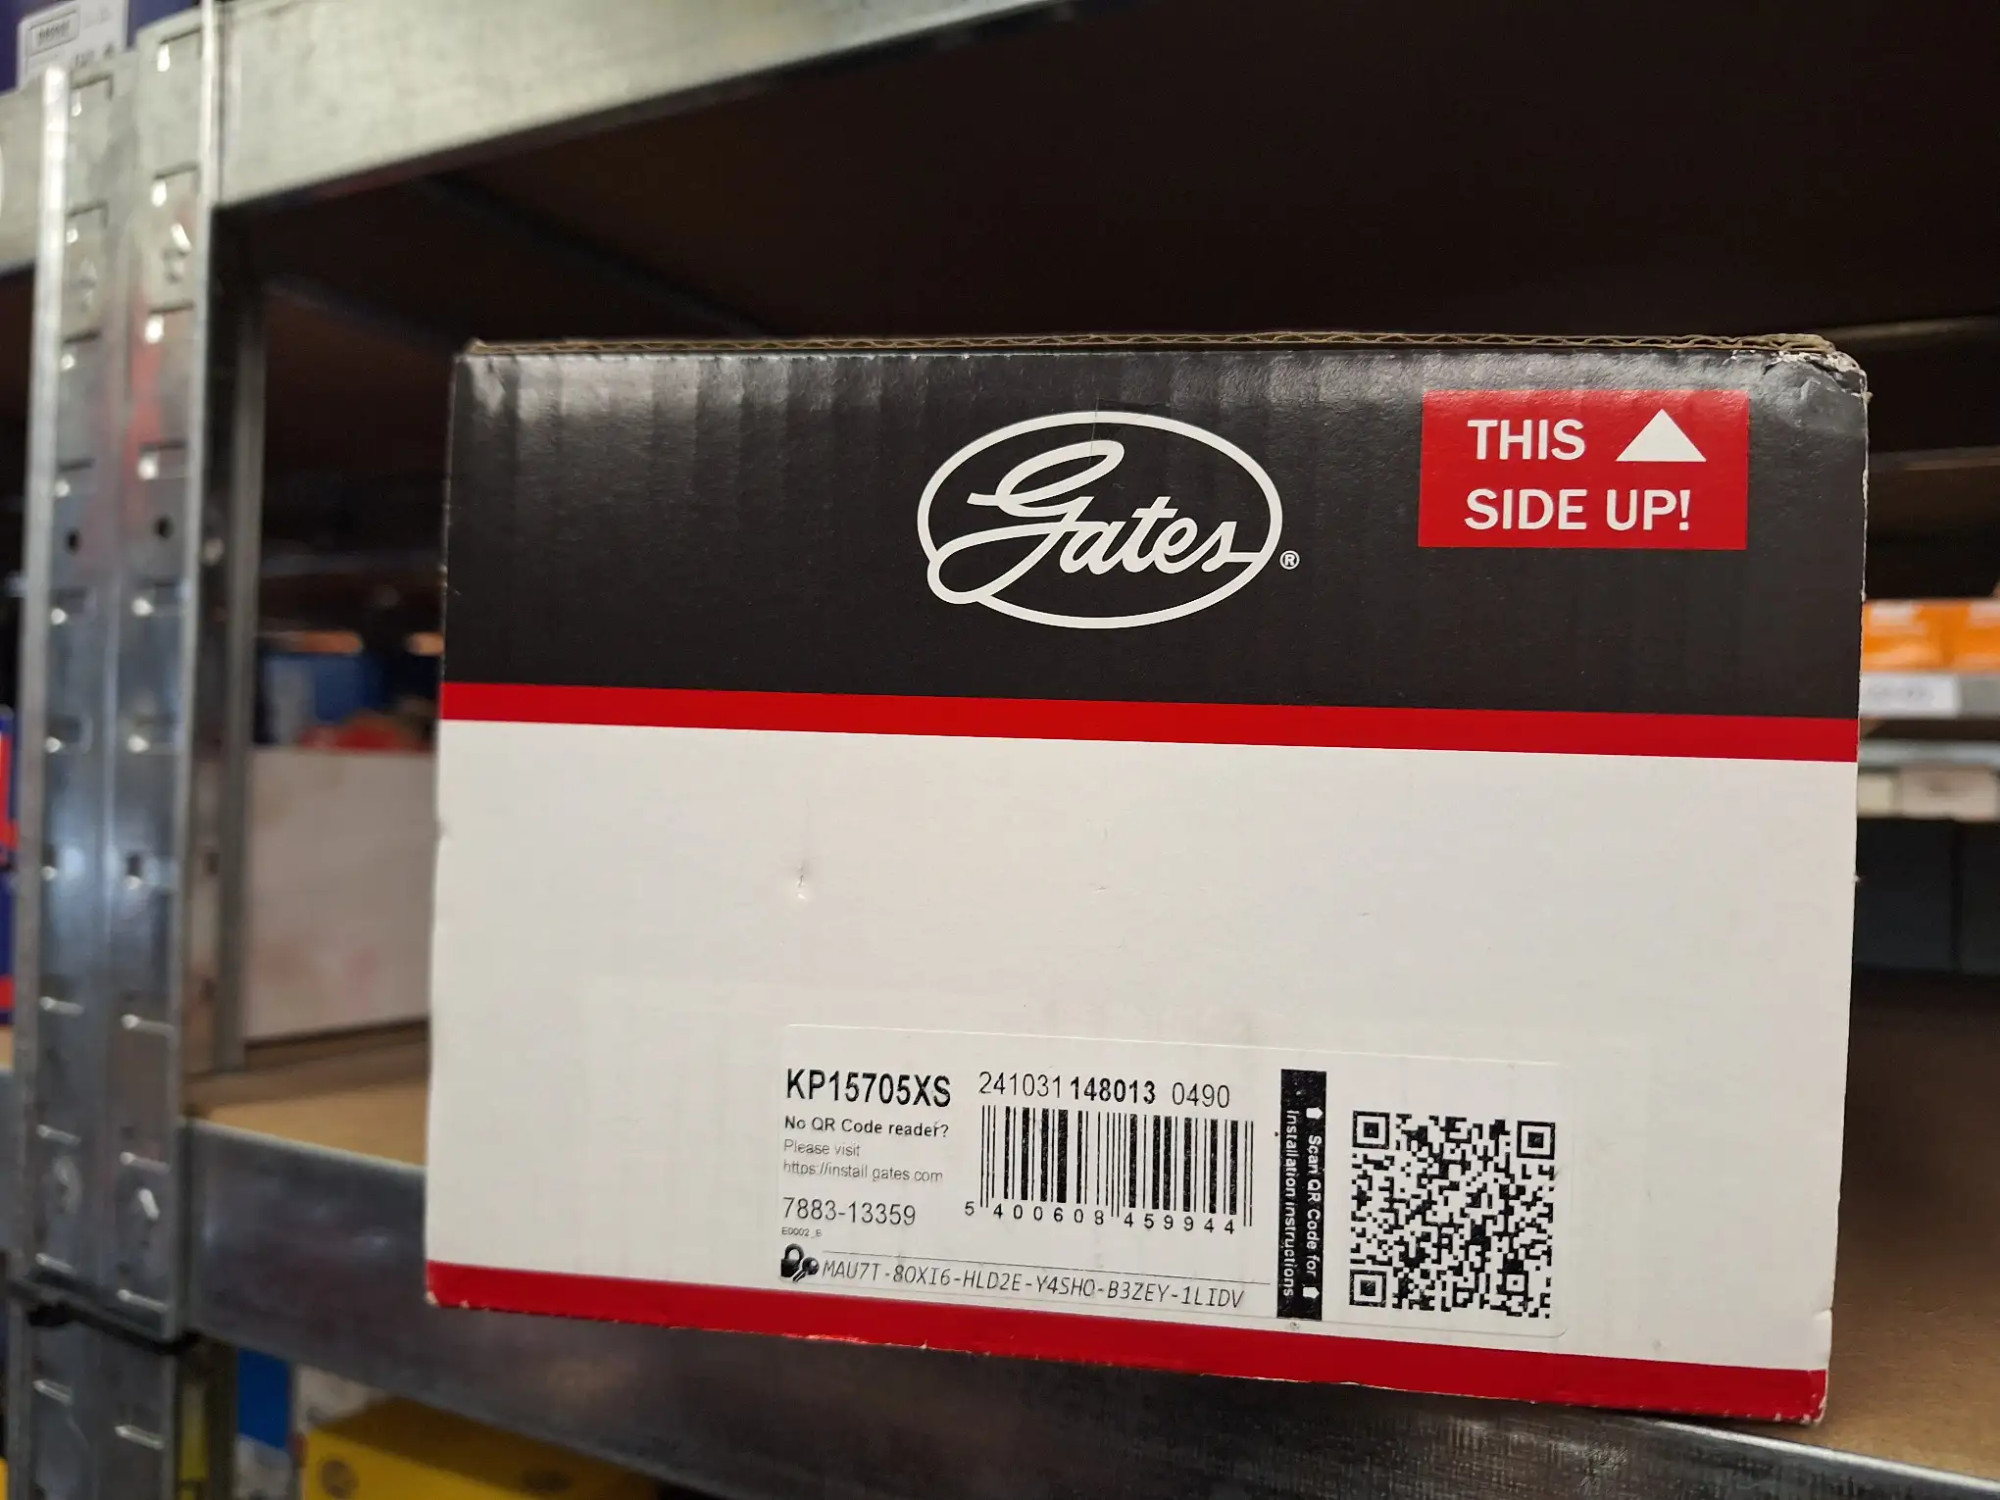 Gates®
THIS
SIDE UP!
KP15705XS
241031 148013 0490
No QR Code reader?
Please visit
https://install.gates.com
7883-13359
E0002_6
5 400608 459944
MAU7T-8OXI6-HLD2E-Y4SHO-B3ZEY-1LIDV
Scan QR Code for
Installation instructions